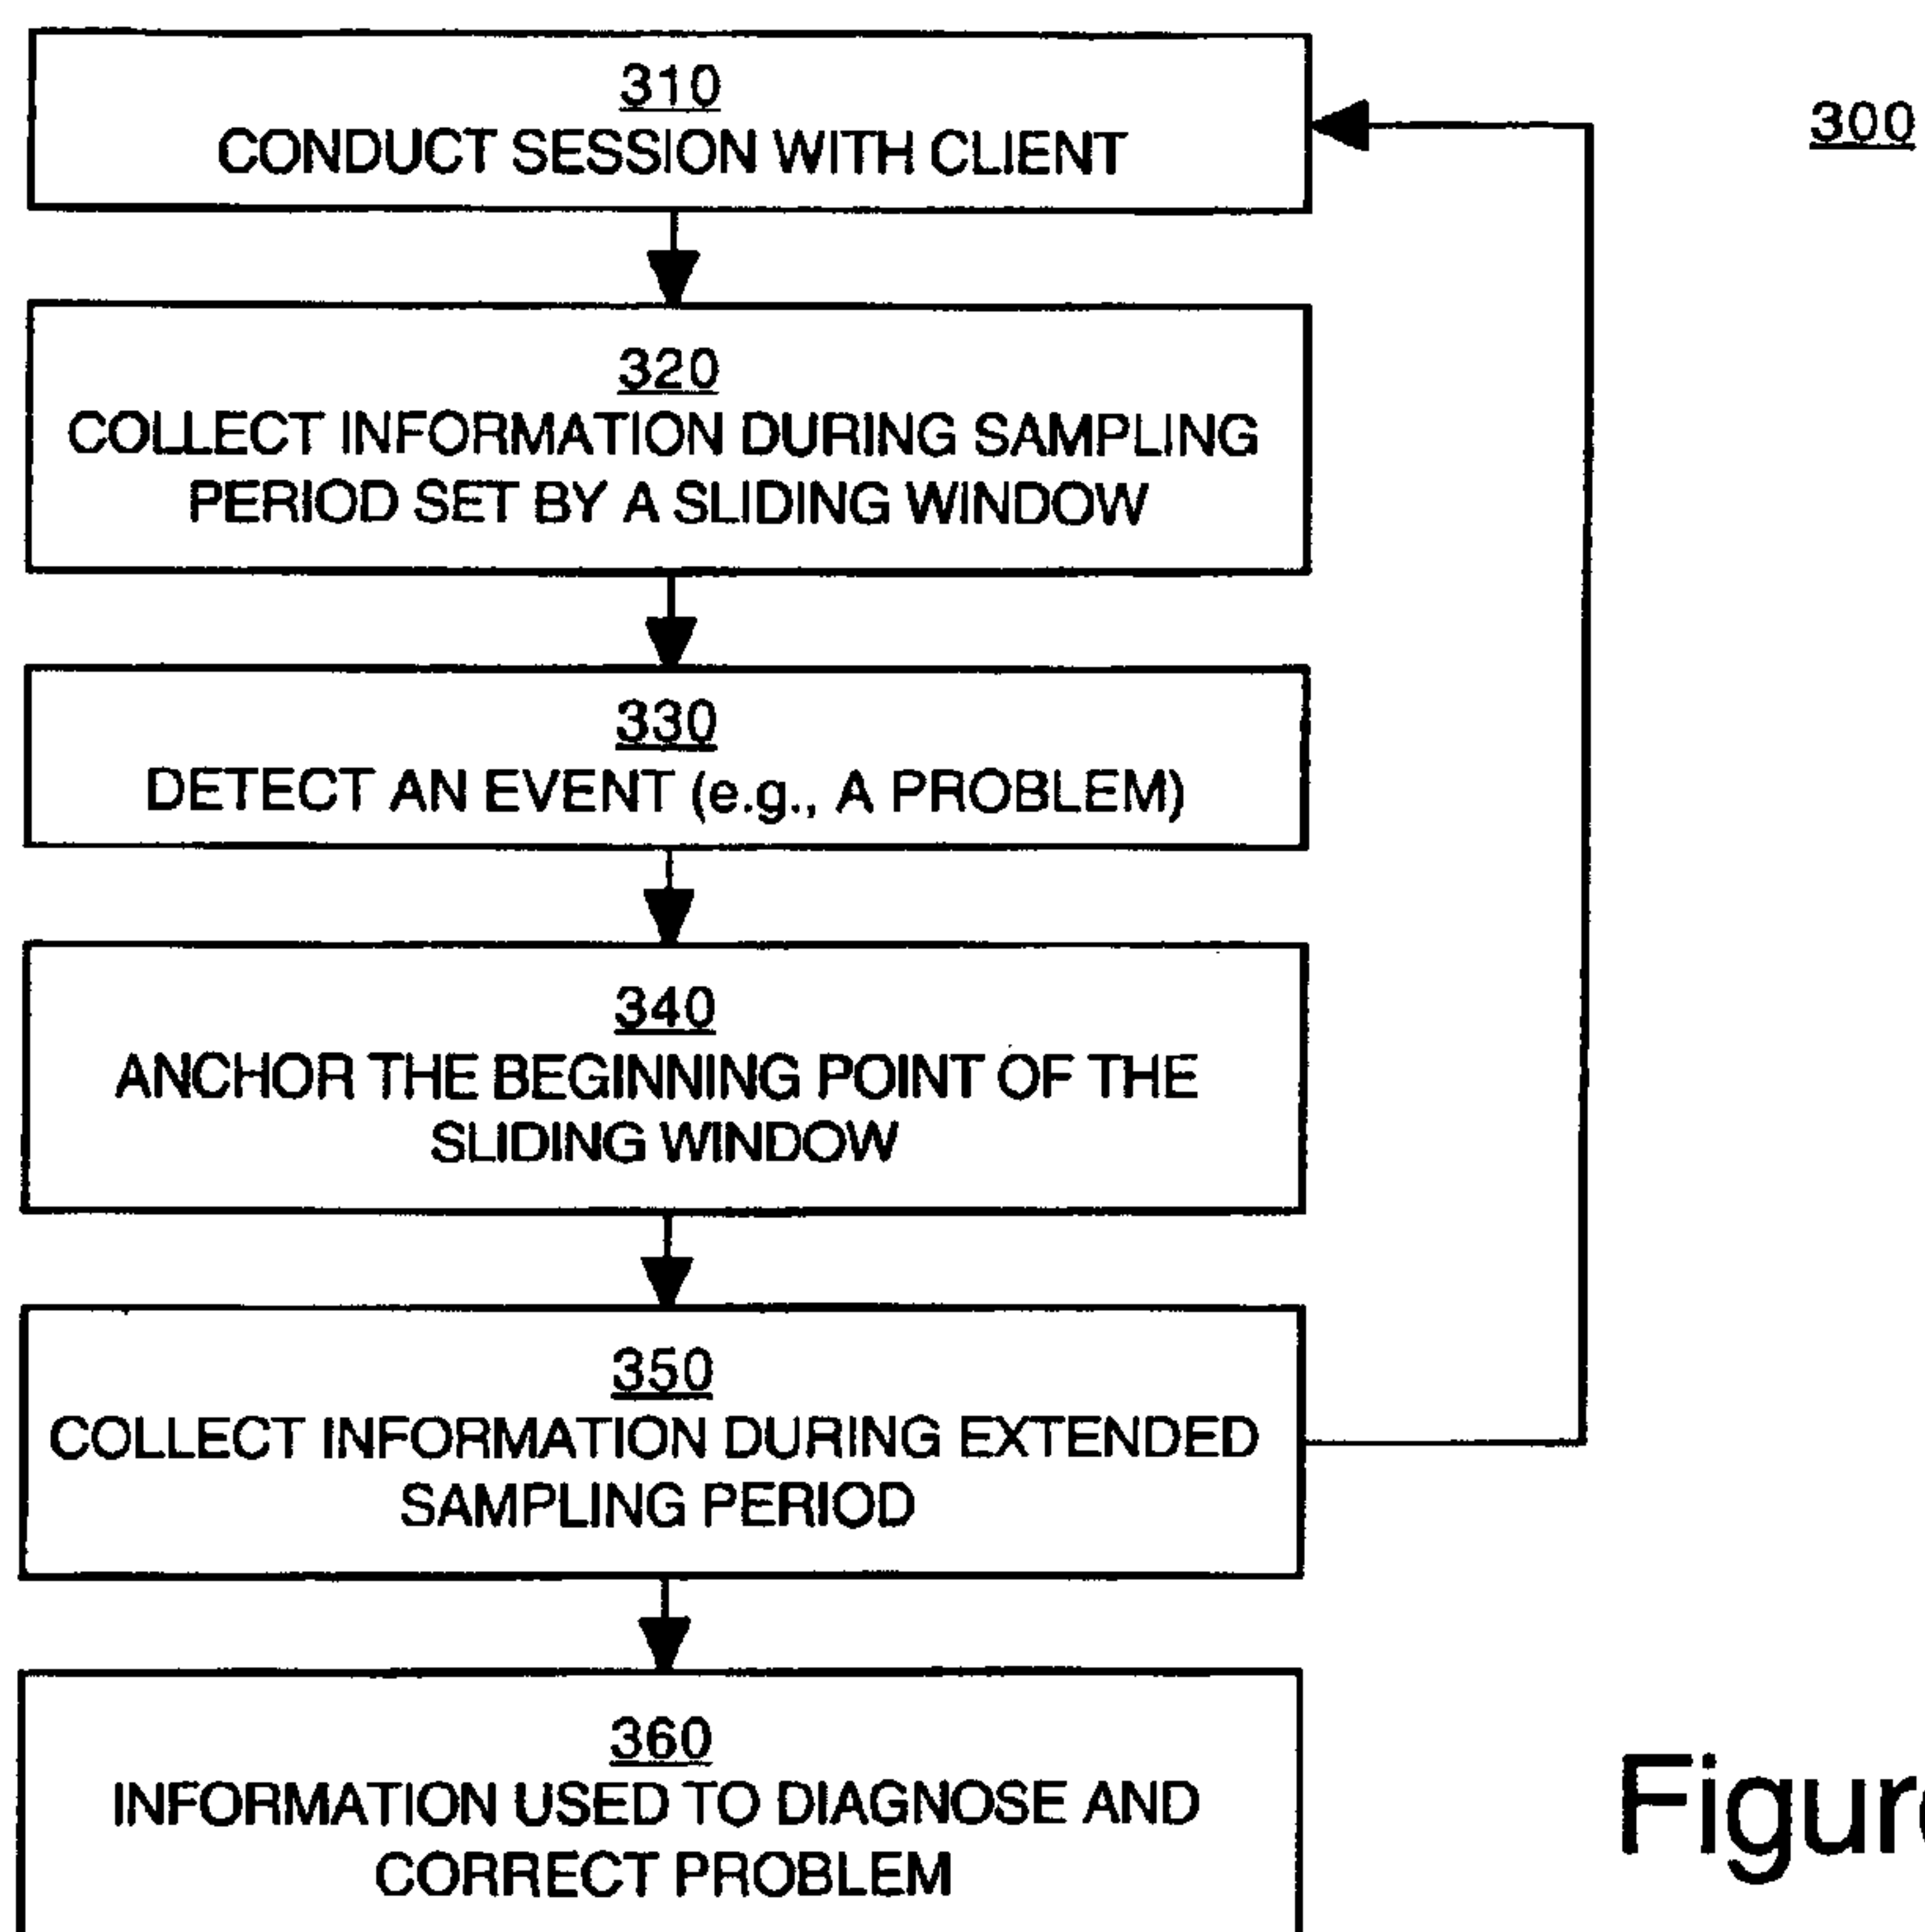 310
CONDUCT SESSION WITH CLIENT
300
320
COLLECT INFORMATION DURING SAMPLING
PERIOD SET BY A SLIDING WINDOW
330
DETECT AN EVENT (e.g., A PROBLEM)
340
ANCHOR THE BEGINNING POINT OF THE
SLIDING WINDOW
350
COLLECT INFORMATION DURING EXTENDED
SAMPLING PERIOD
360
INFORMATION USED TO DIAGNOSE AND
CORRECT PROBLEM
Figure